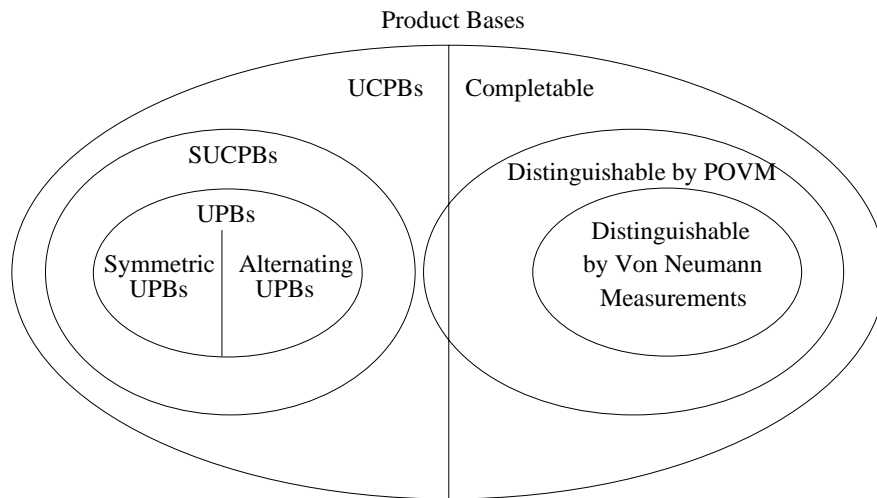 Product Bases
UCPBs
Completable
SUCPBs
Distinguishable by POVM
UPBs
Symmetric
UPBs
Alternating
UPBs
Distinguishable
by Von Neumann
Measurements